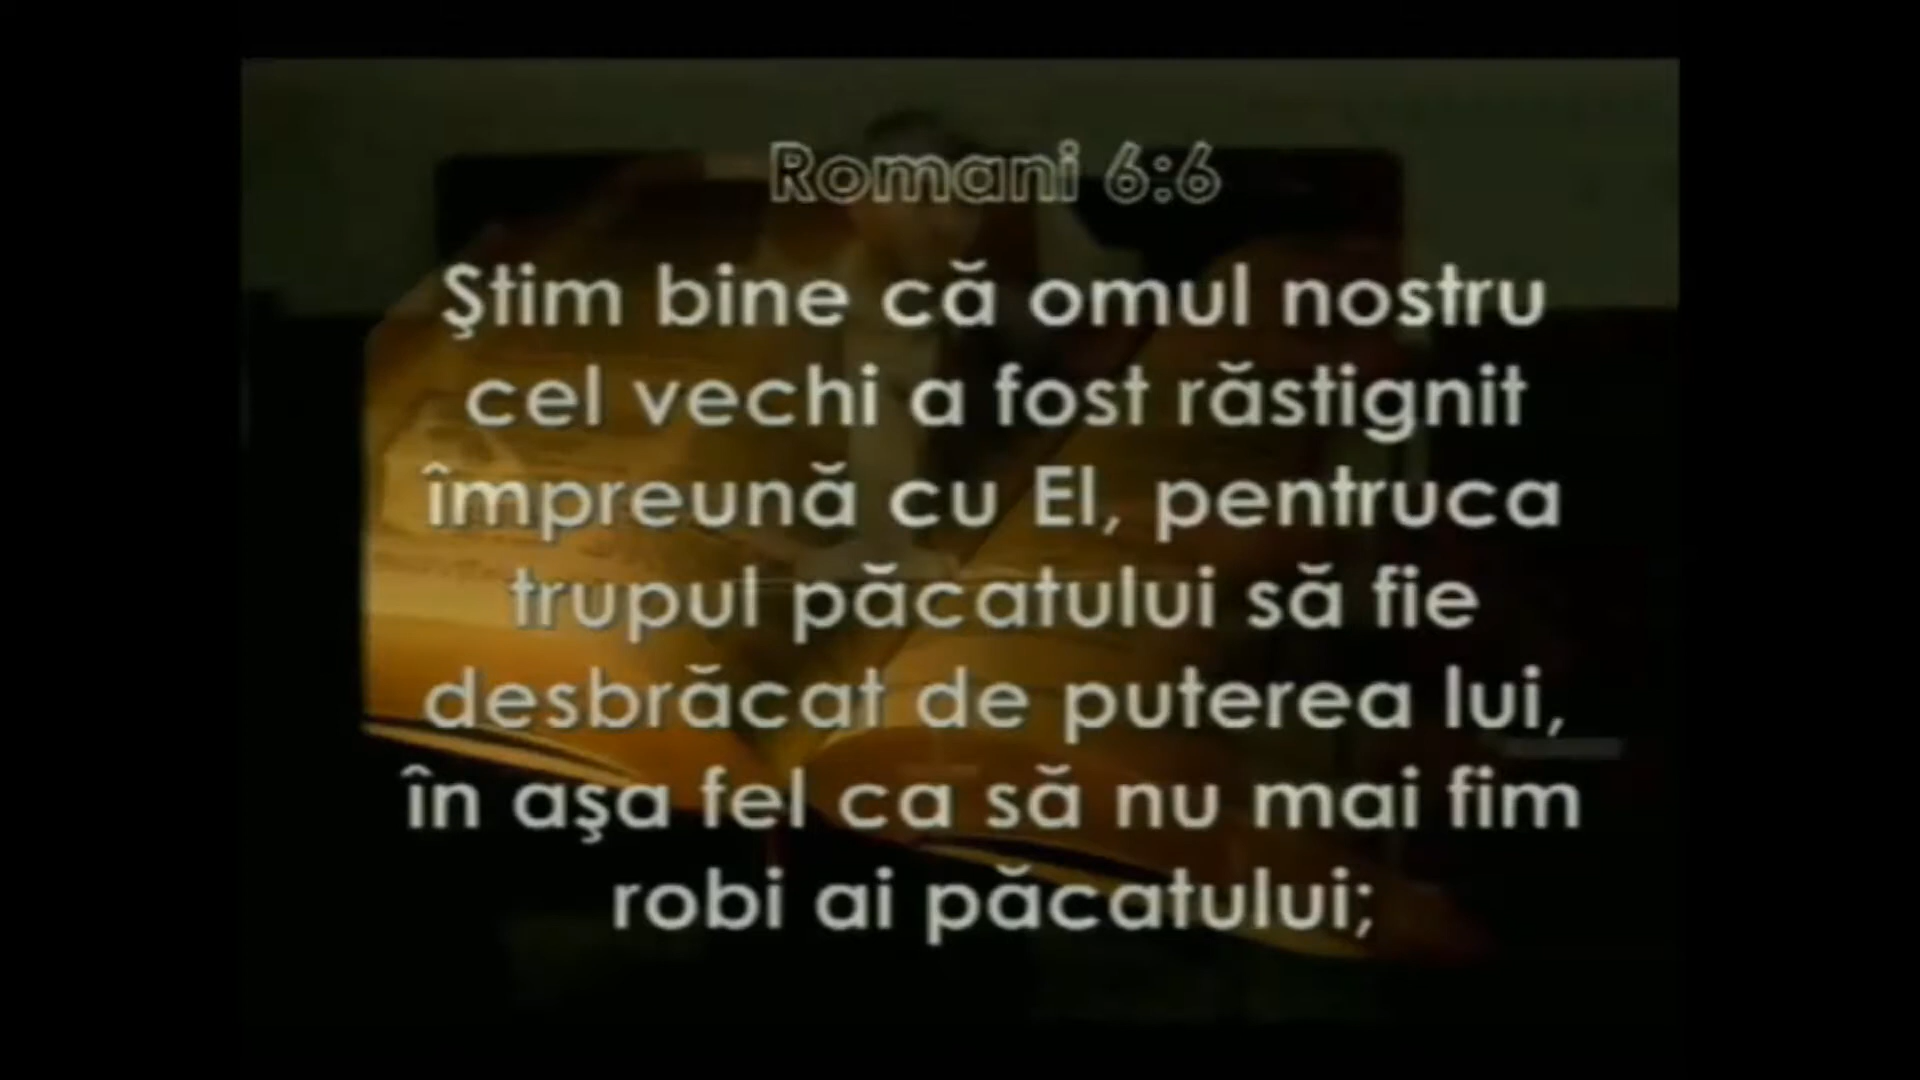 Romani 6:6
Ştim bine că omul nostru
cel vechi a fost răstignit
împreună cu El, pentruca
trupul păcatului să fie
desbrăcat de puterea lui,
în aşa fel ca să nu mai fim
robi ai păcatului;